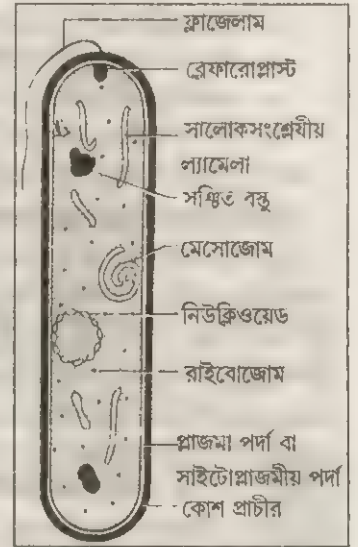 ফ্লাজেলাম
ব্লেফারোপ্লাস্ট
সালোকসংশ্লেষীয়
ল্যামেলা
সঞ্চিত বস্তু
মেসোজোম
নিউক্লিওয়েড
রাইবোজোম
প্লাজমা পর্দা বা
সাইটোপ্লাজমীয় পর্দা
কোশ প্রাচীর